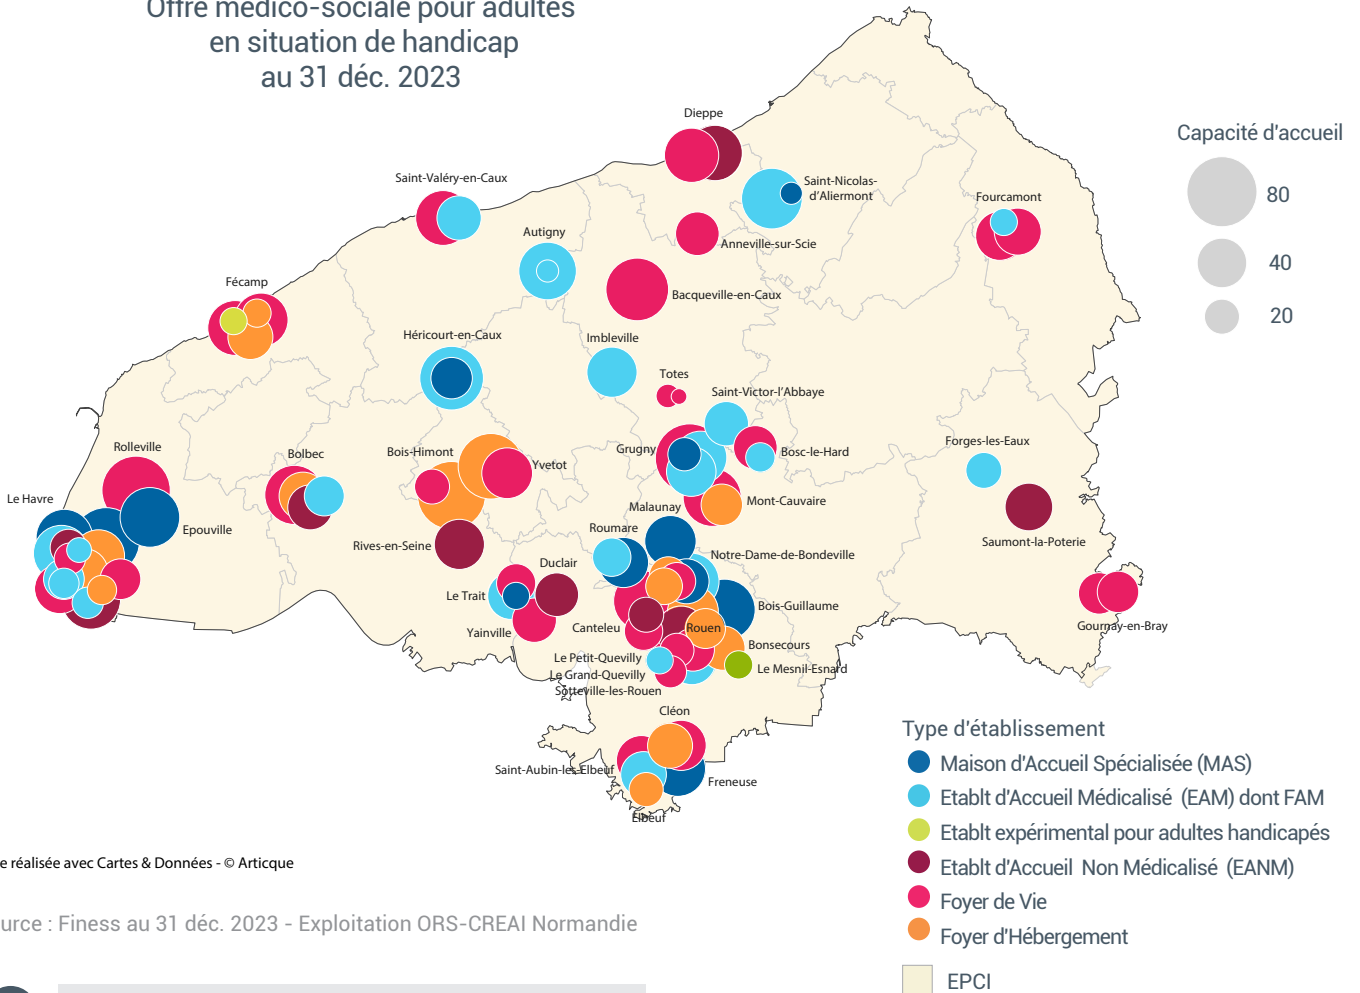 Offre médico-sociale pour adultes
en situation de handicap
au 31 déc. 2023
Capacité d'accueil
80
40
20
Dieppe
Saint-Nicolas-
d'Aliermont
Fourcamont
Saint-Valéry-en-Caux
Autigny
Anneville-sur-Scie
Fécamp
Bacqueville-en-Caux
Héricourt-en-Caux
Imbleville
Totes
Saint-Victor-l'Abbaye
Rolleville
Bolbec
Bois-Himont
Yvetot
Grugny
Bosc-le-Hard
Forges-les-Eaux
Le Havre
Epouville
Mont-Cauvaire
Malaunay
Rives-en-Seine
Roumare
Saumont-la-Poterie
Duclair
Notre-Dame-de-Bondeville
Le Trait
Bois-Guillaume
Yainville
Canteleu
Rouen
Gournay-en-Bray
Bonsecours
Le Petit-Quevilly
Le Mesnil-Esnard
Le Grand-Quevilly
Sotteville-les-Rouen
Cléon
Saint-Aubin-les-Elbeuf
Freneuse
Elbeuf
Type d'établissement
Maison d'Accueil Spécialisée (MAS)
Etablt d'Accueil Médicalisé (EAM) dont FAM
Etablt expérimental pour adultes handicapés
Etablt d'Accueil Non Médicalisé (EANM)
Foyer de Vie
Foyer d'Hébergement
EPCI
e réalisée avec Cartes & Données - © Articque
urce : Finess au 31 déc. 2023 - Exploitation ORS-CREAI Normandie